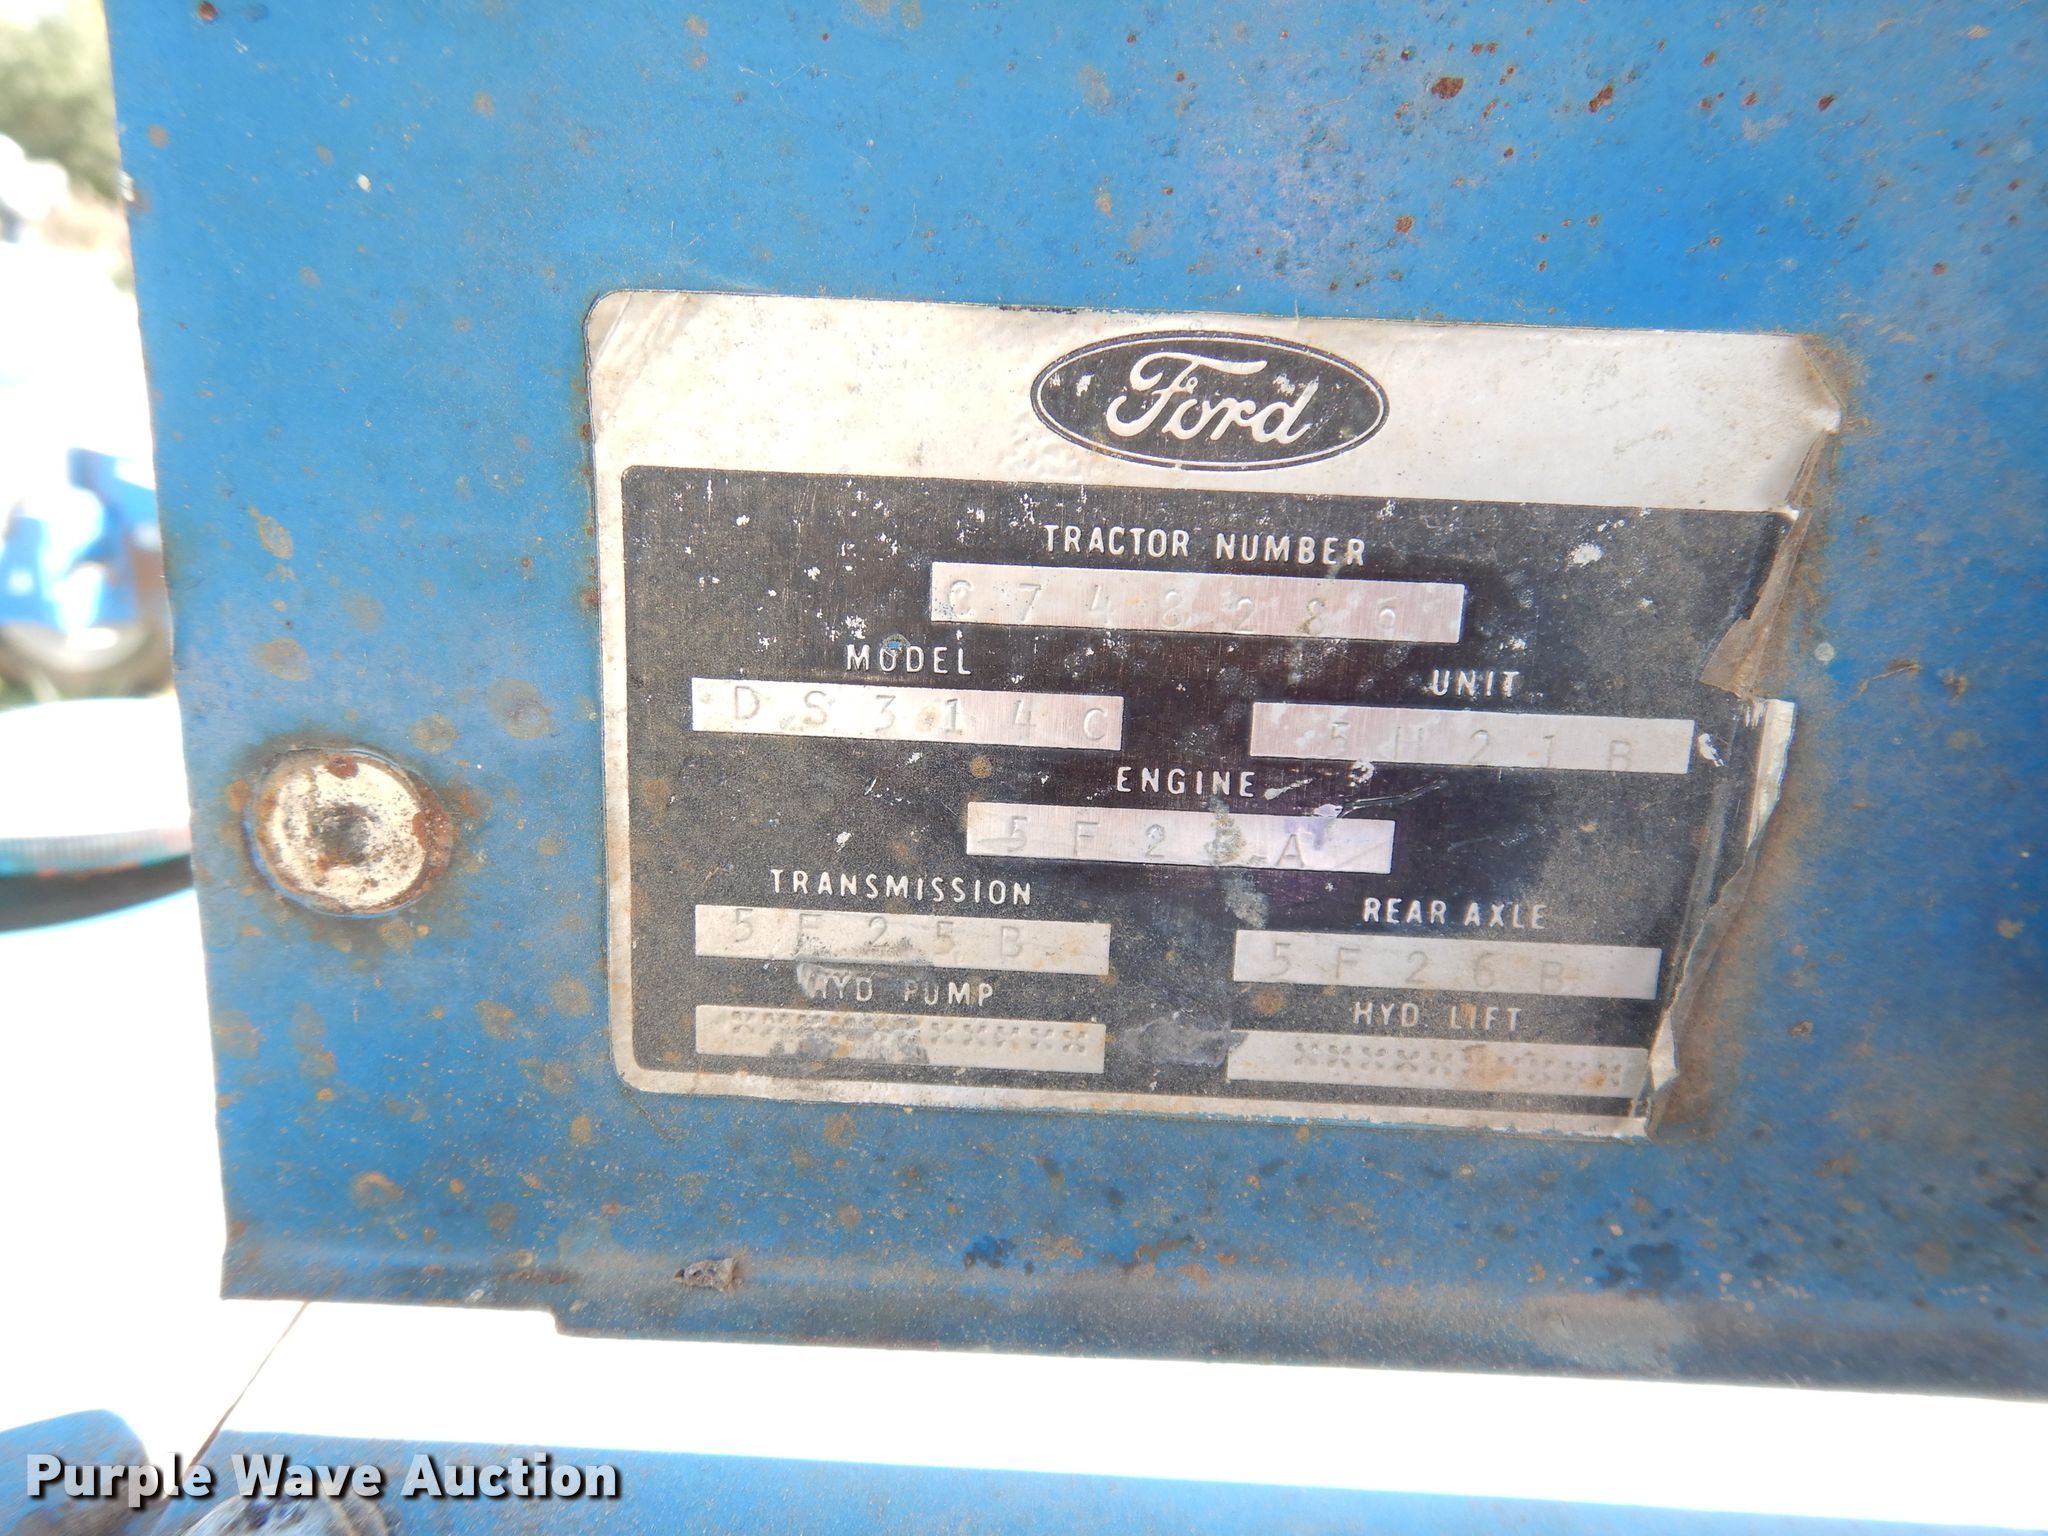 Ford
TRACTOR NUMBER
C748286
MODEL
UNIT
DS314C
5H21B
ENGINE
TRANSMISSION
REAR AXLE
5F25B
5F26B
HYD PUMP
HYD. LIFT
Purple Wave Auction